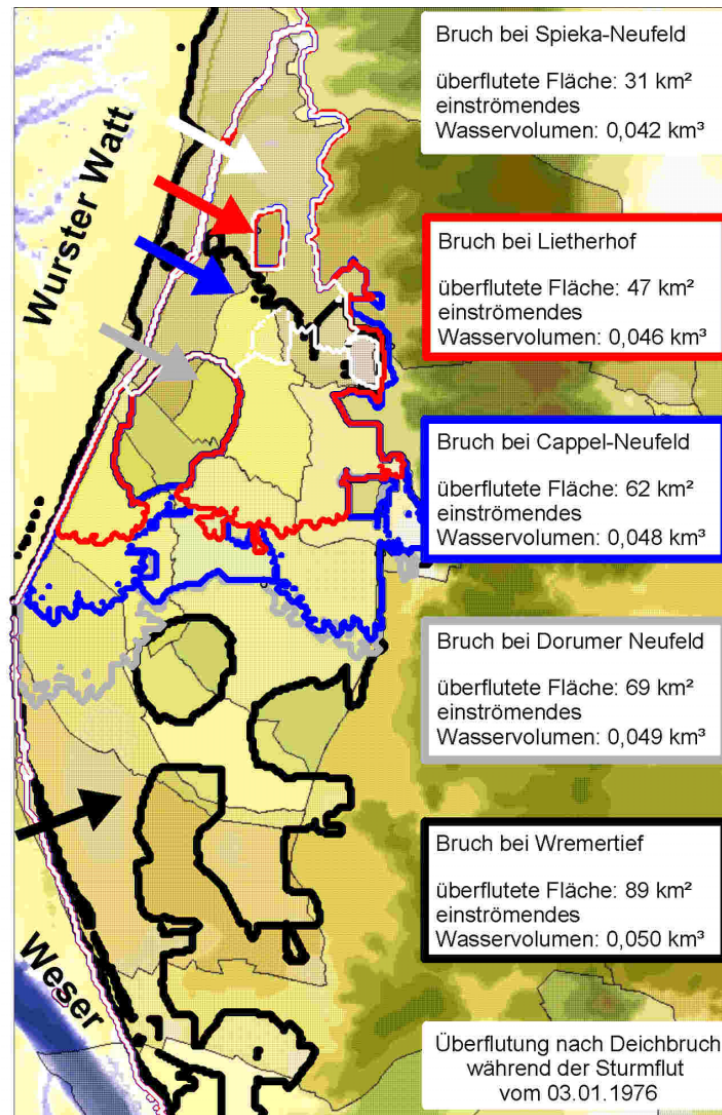 Wurster Watt
Weser
Bruch bei Spieka-Neufeld
überflutete Fläche: 31 km²
einströmendes
Wasservolumen: 0,042 km³
Bruch bei Lietherhof
überflutete Fläche: 47 km²
einströmendes
Wasservolumen: 0,046 km³
Bruch bei Cappel-Neufeld
überflutete Fläche: 62 km²
einströmendes
Wasservolumen: 0,048 km³
Bruch bei Dorumer Neufeld
überflutete Fläche: 69 km²
einströmendes
Wasservolumen: 0,049 km³
Bruch bei Wremertief
überflutete Fläche: 89 km²
einströmendes
Wasservolumen: 0,050 km³
Überflutung nach Deichbruch
während der Sturmflut
vom 03.01.1976